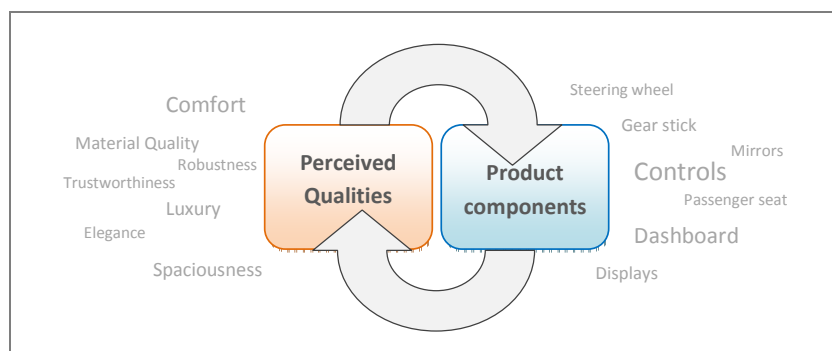 Comfort
Material Quality
Robustness
Trustworthiness
Luxury
Elegance
Spaciousness
Perceived
Qualities
Product
components
Steering wheel
Gear stick
Mirrors
Controls
Passenger seat
Dashboard
Displays